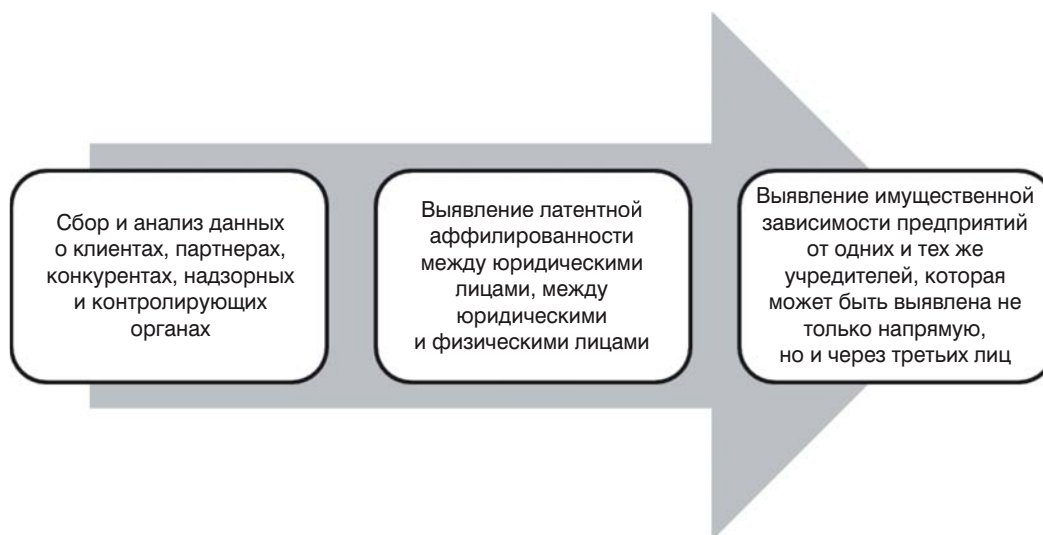 Сбор и анализ данных
о клиентах, партнерах,
конкурентах, надзорных
и контролирующих
органах
Выявление латентной
аффилированности
между юридическими
лицами, между
юридическими
и физическими лицами
Выявление имущественной
зависимости предприятий
от одних и тех же
учредителей, которая
может быть выявлена не
только напрямую,
но и через третьих лиц